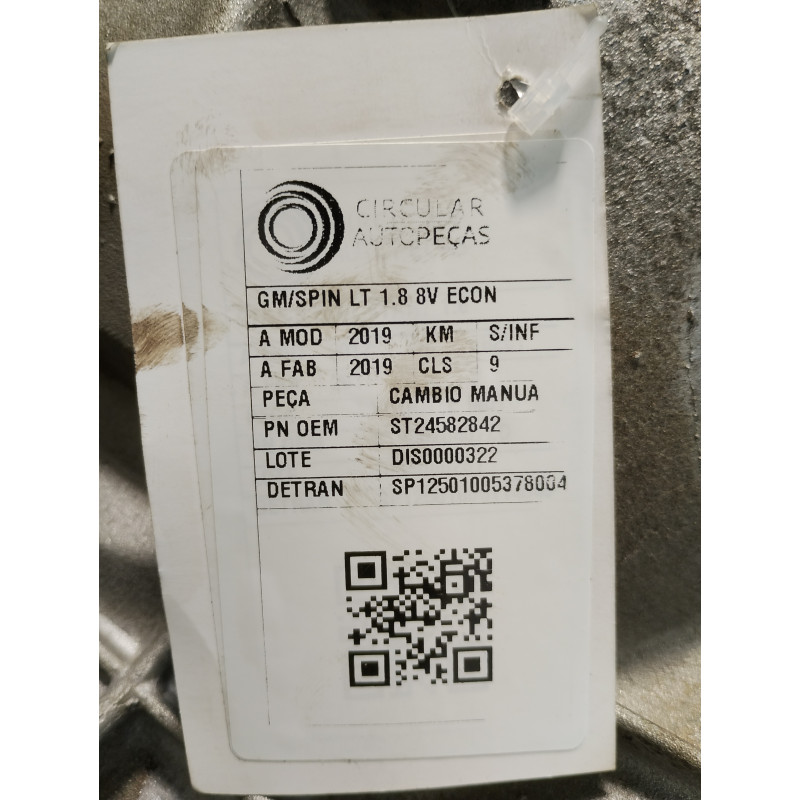 CIRCULAR
AUTOPEÇAS
GM/SPIN LT 1.8 8V ECON
A MOD 2019 KM S/INF
A FAB 2019 CLS 9
PEÇA CAMBIO MANUA
PN OEM ST24582842
LOTE DIS0000322
DETRAN SP12501005378004